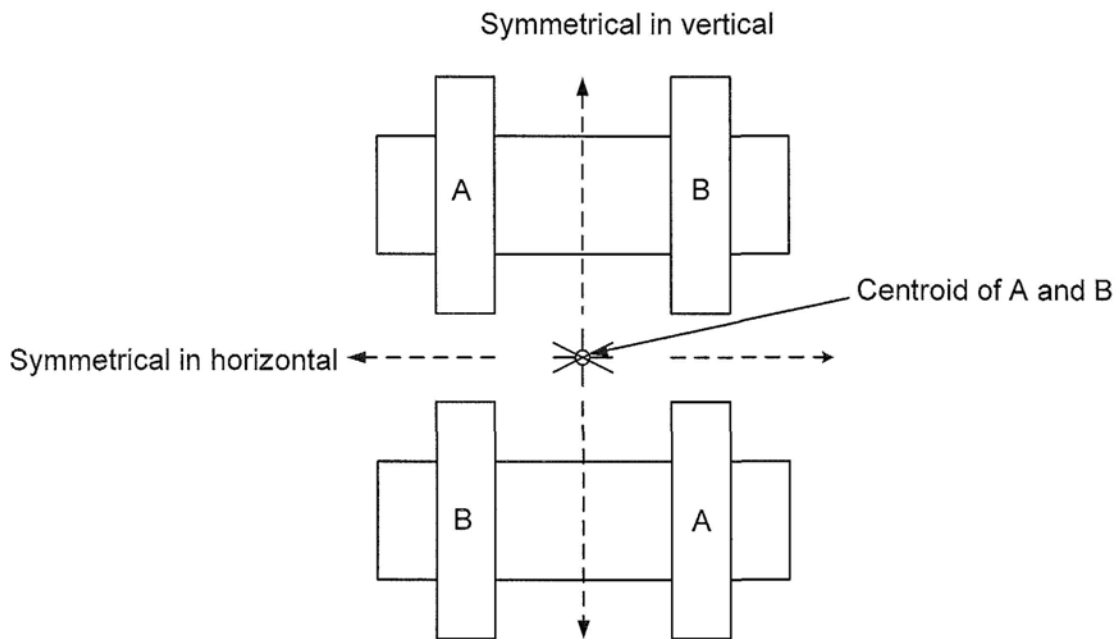 Symmetrical in vertical
A
B
Centroid of A and B
Symmetrical in horizontal
B
A